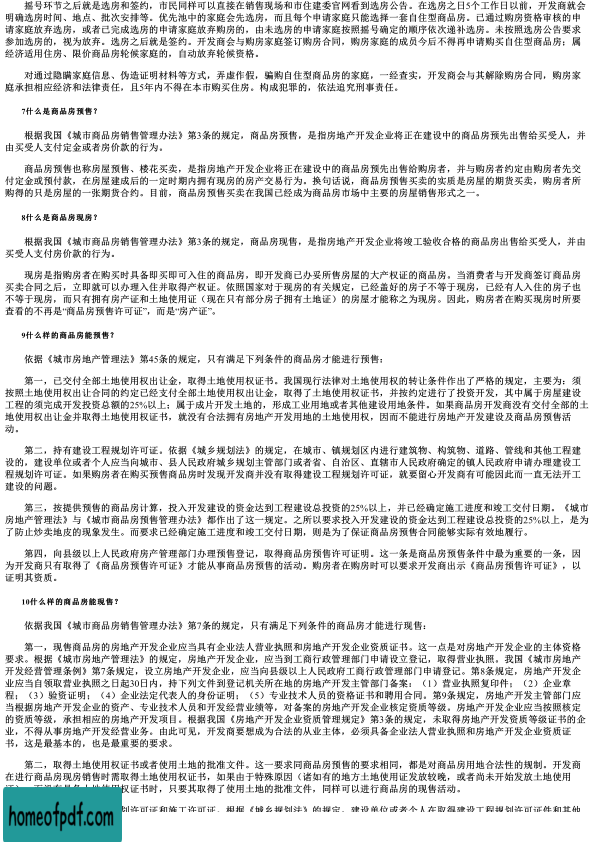 摇号环节之后就是选房和签约，市民同样可以直接在销售现场和市住建委官网看到选房公告。在选房之日5个工作日以前，开发商就会
明确选房时间、地点、批次安排等。优先池中的家庭会先选房，而且每个申请家庭只能选择一套自住型商品房。已通过购房资格审核的申
请家庭放弃选房，或者已完成选房的申请家庭放弃购房的，由未选房的申请家庭按照摇号确定的顺序依次递补选房。未按照选房公告要求
参加选房的，视为放弃。选房之后就是签约。开发商会与购房家庭签订购房合同，购房家庭的成员今后不得再申请购买自住型商品房；属
经济适用住房、限价商品房轮候家庭的，自动放弃轮候资格。
对通过隐瞒家庭信息、伪造证明材料等方式，弄虚作假，骗购自住型商品房的家庭，一经查实，开发商会与其解除购房合同，购房家
庭承担相应经济和法律责任，且5年内不得在本市购买住房。构成犯罪的，依法追究刑事责任。
7什么是商品房预售？
根据我国《城市商品房销售管理办法》第3条的规定，商品房预售，是指房地产开发企业将正在建设中的商品房预先出售给买受人，并
由买受人支付定金或者房价款的行为。
商品房预售也称房屋预售、楼花买卖，是指房地产开发企业将正在建设中的商品房预先出售给购房者，并与购房者约定由购房者先交
付定金或预付款，在房屋建成后的一定时期内拥有现房的房产交易行为。换句话说，商品房预售买卖的实质是房屋的期货买卖，购房者所
购得的只是房屋的一张期货合约。目前，商品房预售买卖在我国已经成为商品房市场中主要的房屋销售形式之一。
8什么是商品房现房？
根据我国《城市商品房销售管理办法》第3条的规定，商品房现售，是指房地产开发企业将竣工验收合格的商品房出售给买受人，并由
买受人支付房价款的行为。
现房是指购房者在购买时具备即买即可入住的商品房，即开发商已办妥所售房屋的大产权证的商品房。当消费者与开发商签订商品房
买卖合同之后，立即就可以办理入住并取得产权证。依照国家对于现房的有关规定，已经盖好的房子不等于现房，已经有人入住的房子也
不等于现房，而只有拥有房产证和土地使用证（现在只有部分房子拥有土地证）的房屋才能称之为现房。因此，购房者在购买现房时所要
查看的不再是“商品房预售许可证”，而是“房产证”。
9什么样的商品房能预售？
依据《城市房地产管理法》第45条的规定，只有满足下列条件的商品房才能进行预售：
第一，已交付全部土地使用权出让金，取得土地使用权证书。我国现行法律对土地使用权的转让条件作出了严格的规定，主要为：须
按照土地使用权出让合同的约定已经支付全部土地使用权出让金，取得了土地使用权证书，并按约定进行了投资开发，其中属于房屋建设
工程的须完成开发投资总额的25%以上；属于成片开发土地的，形成工业用地或者其他建设用地条件。如果商品房开发商没有交付全部的土
地使用权出让金并取得土地使用权证书，就没有合法拥有房地产开发用地的土地使用权，因而不能进行房地产开发建设及商品房预售活
动。
第二，持有建设工程规划许可证。依据《城乡规划法》的规定，在城市、镇规划区内进行建筑物、构筑物、道路、管线和其他工程建
设的，建设单位或者个人应当向城市、县人民政府城乡规划主管部门或者省、自治区、直辖市人民政府确定的镇人民政府申请办理建设工
程规划许可证。如果购房者在购买预售商品房时发现开发商并没有取得建设工程规划许可证，就要留心开发商有可能因此而一直无法开工
建设的问题。
第三，按提供预售的商品房计算，投入开发建设的资金达到工程建设总投资的25%以上，并已经确定施工进度和竣工交付日期。《城市
房地产管理法》与《城市商品房预售管理办法》都作出了这一规定。之所以要求投入开发建设的资金达到工程建设总投资的25%以上，是为
了防止炒卖地皮的现象发生。而要求已经确定施工进度和竣工交付日期，则是为了保证商品房预售合同能够实际有效地履行。
第四，向县级以上人民政府房产管理部门办理预售登记，取得商品房预售许可证明。这一条是商品房预售条件中最为重要的一条，因
为开发商只有取得了《商品房预售许可证》才能从事商品房预售的活动。购房者在购房时可以要求开发商出示《商品房预售许可证》，以
证明其资质。
10什么样的商品房能现售？
依据我国《城市商品房销售管理办法》第7条的规定，只有满足下列条件的商品房才能进行现售：
第一，现售商品房的房地产开发企业应当具有企业法人营业执照和房地产开发企业资质证书。这一点是对房地产开发企业的主体资格
要求。根据《城市房地产管理法》的规定，房地产开发企业，应当到工商行政管理部门申请设立登记，取得营业执照。我国《城市房地产
开发经营管理条例》第7条规定，设立房地产开发企业，应当向县级以上人民政府工商行政管理部门申请登记。第8条规定，房地产开发企
业应当自领取营业执照之日起30日内，持下列文件到登记机关所在地的房地产开发主管部门备案：（1）营业执照复印件；（2）企业章
程；（3）验资证明；（4）企业法定代表人的身份证明；（5）专业技术人员的资格证书和聘用合同。第9条规定，房地产开发主管部门应
当根据房地产开发企业的资产、专业技术人员和开发经营业绩等，对备案的房地产开发企业核定资质等级。房地产开发企业应当按照核定
的资质等级，承担相应的房地产开发项目。根据我国《房地产开发企业资质管理规定》第3条的规定，未取得房地产开发资质等级证书的企
业，不得从事房地产开发经营业务。由此可见，开发商要想成为合法的从业主体，必须具备企业法人营业执照和房地产开发企业资质证
书，这是最基本的，也是最重要的要求。
第二，取得土地使用权证书或者使用土地的批准文件。这一要求同商品房预售的要求相同，都是对商品房用地合法性的规制。开发商
在进行商品房现房销售时需取得土地使用权证书，如果由于特殊原因（诸如有的地方土地使用证发放较晚，或者尚未开始发放土地使用
权证书时，只要其取得了使用土地的批准文件，同样可以进行商品房的现售活动。
划许可证和施工许可证。根据《城乡规划法》的规定，建设单位或者个人在取得建设工程规划许可证件和其他
homeofpdf.com